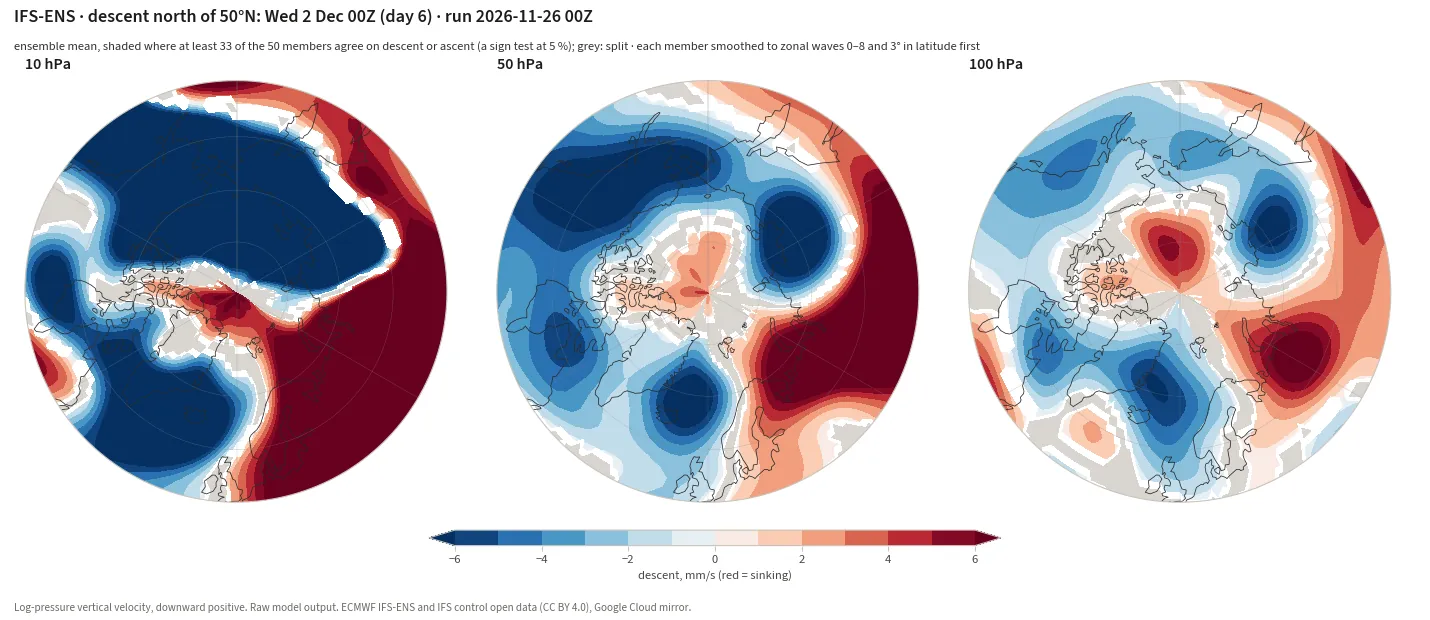 IFS-ENS · descent north of 50°N: Wed 2 Dec 00Z (day 6) · run 2026-11-26 00Z
ensemble mean, shaded where at least 33 of the 50 members agree on descent or ascent (a sign test at 5 %); grey: split · each member smoothed to zonal waves 0–8 and 3° in latitude first
10 hPa
50 hPa
100 hPa
−6 −4 −2 0 2 4 6
descent, mm/s (red = sinking)
Log-pressure vertical velocity, downward positive. Raw model output. ECMWF IFS-ENS and IFS control open data (CC BY 4.0), Google Cloud mirror.